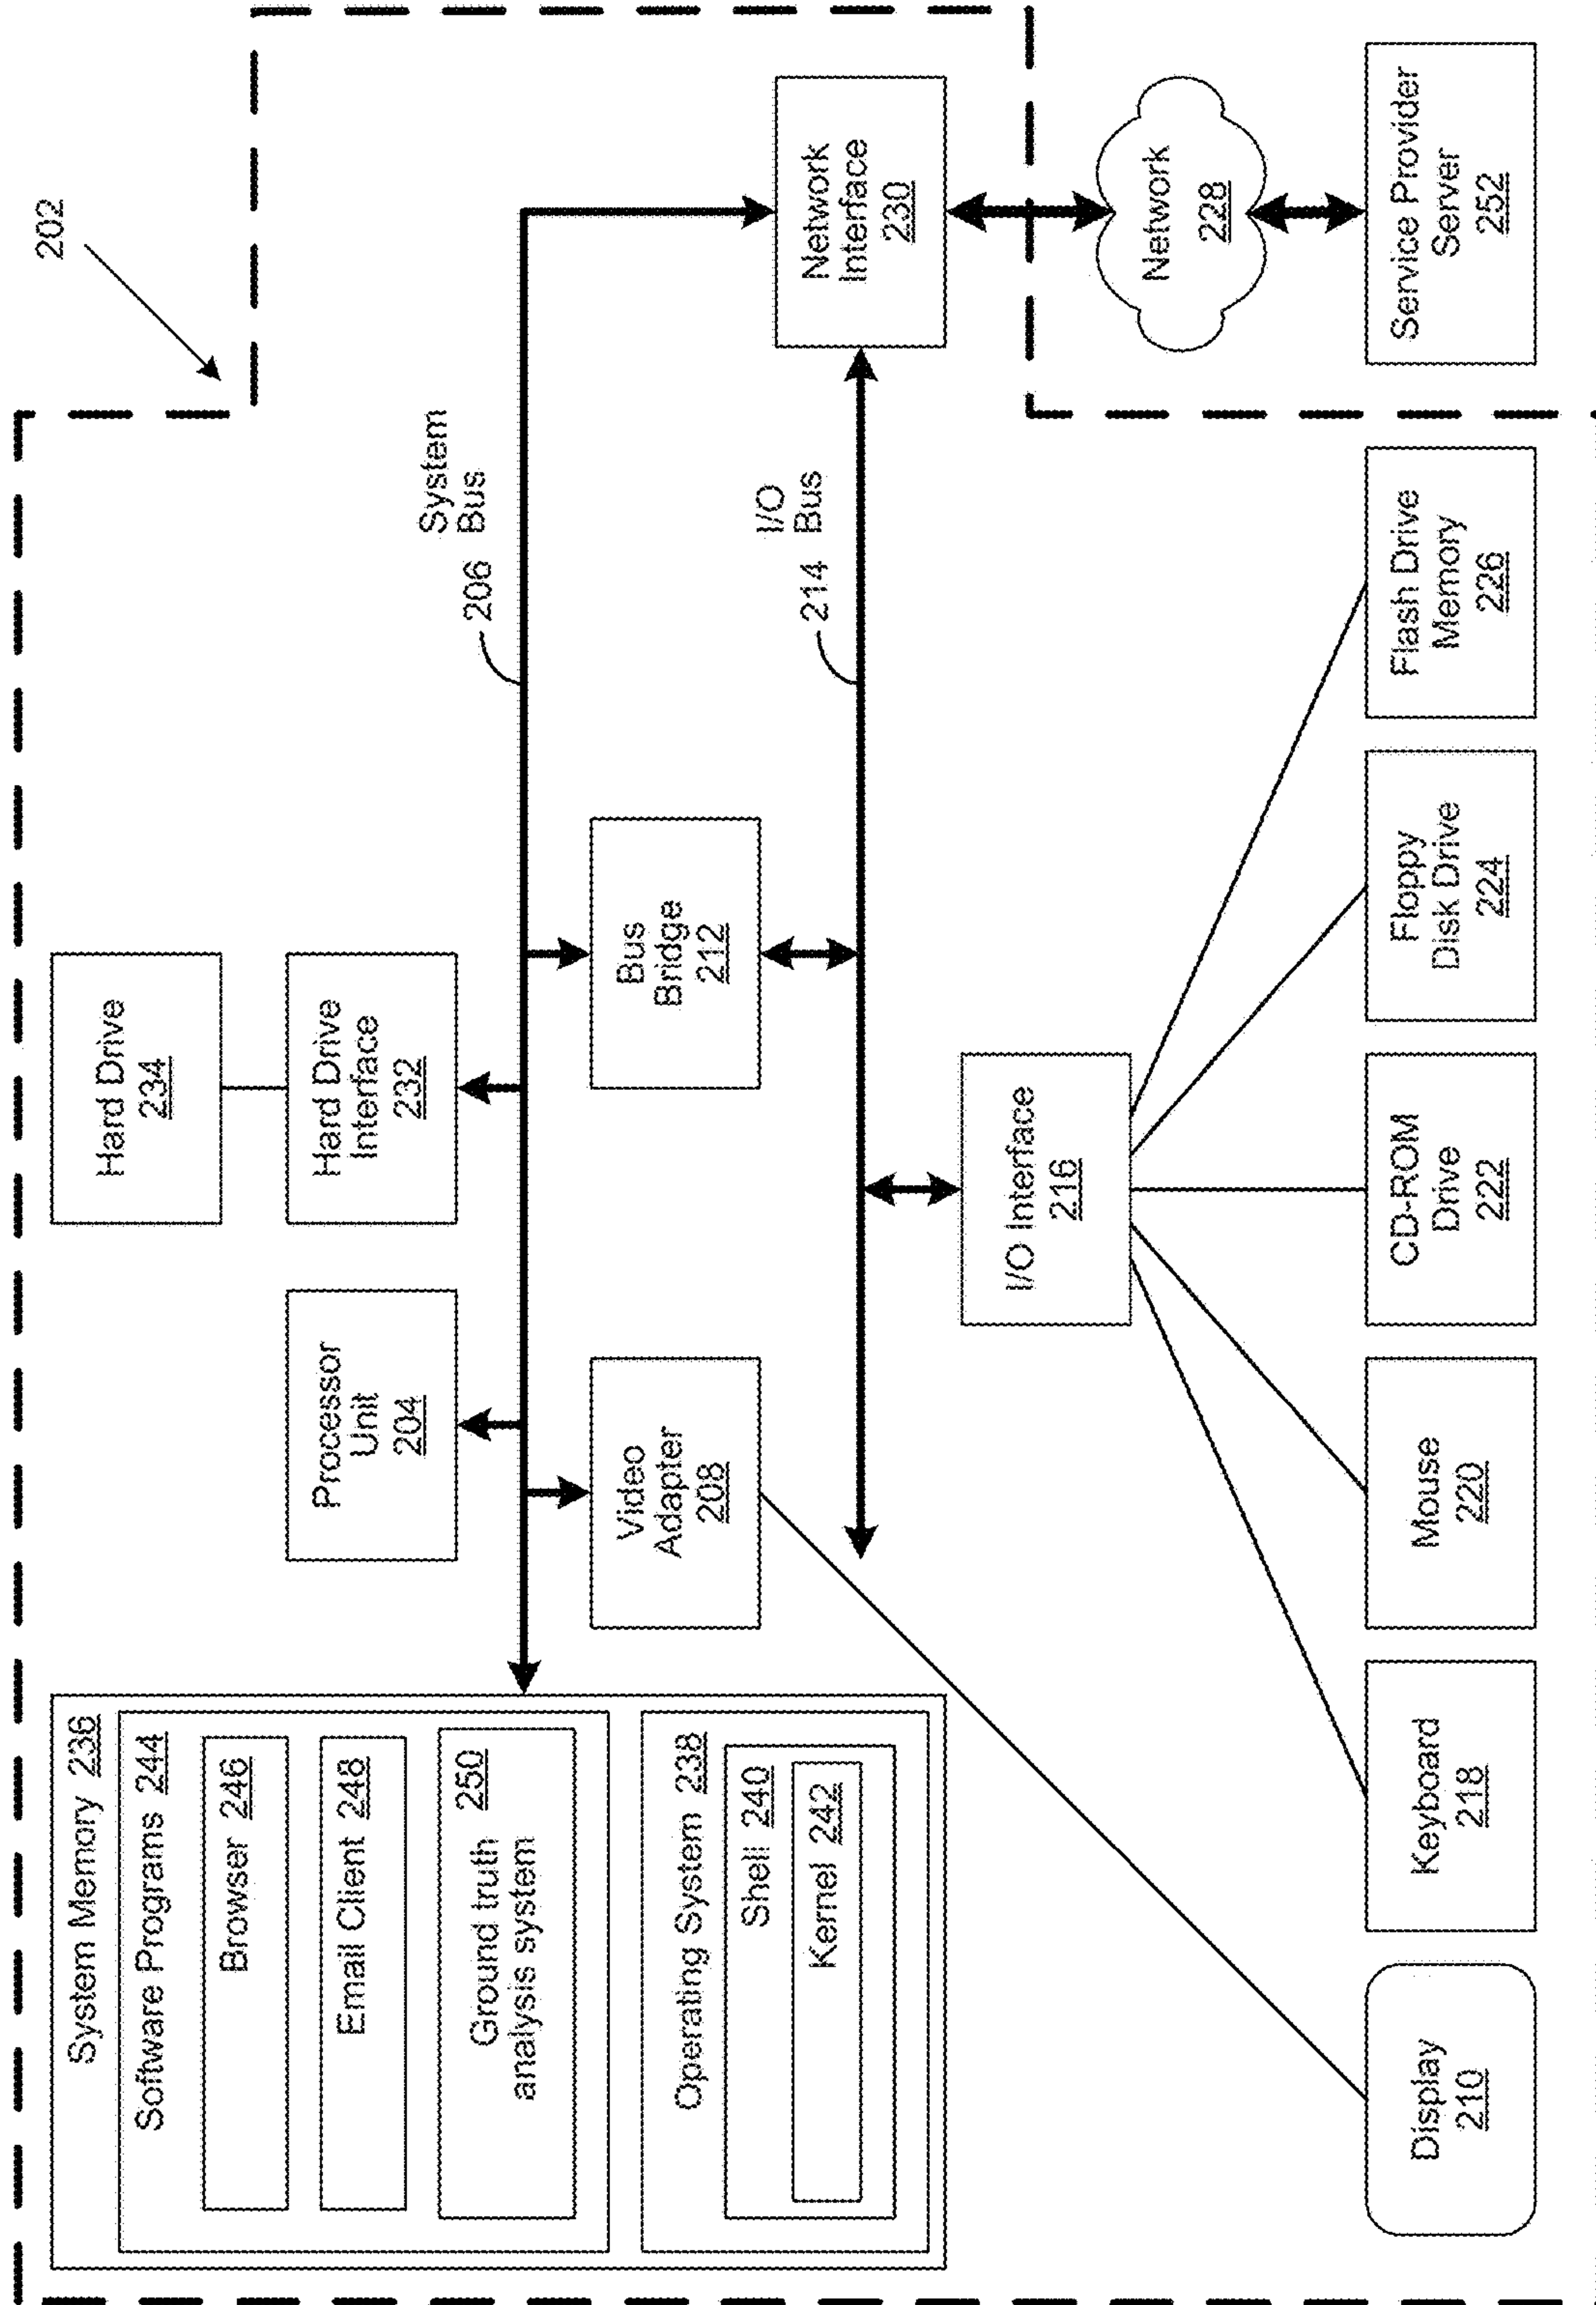 202
System Memory 236
Software Programs 244
Browser 246
Email Client 248
250
Ground truth
analysis system
Operating System 238
Shell 240
Kernel 242
Hard Drive
234
Processor
Unit
204
Hard Drive
Interface
232
System
Bus
206
Video
Adapter
208
Bus
Bridge
212
I/O
Bus
214
Network
Interface
230
I/O Interface
216
Network
228
Display
210
Keyboard
218
Mouse
220
CD-ROM
Drive
222
Floppy
Disk Drive
224
Flash Drive
Memory
226
Service Provider
Server
252